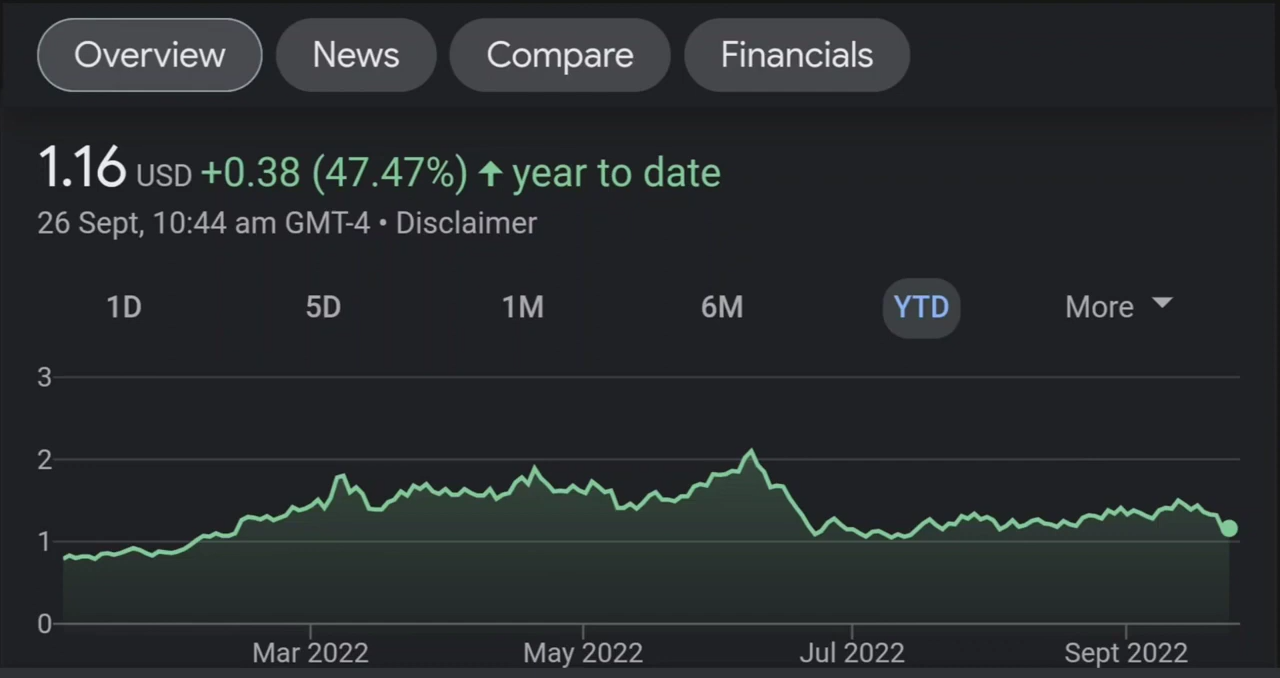 Overview News Compare Financials
1.16 USD +0.38 (47.47%) ↑ year to date
26 Sept, 10:44 am GMT-4 • Disclaimer
1D 5D 1M 6M YTD More
3
2
1
0
Mar 2022 May 2022 Jul 2022 Sept 2022